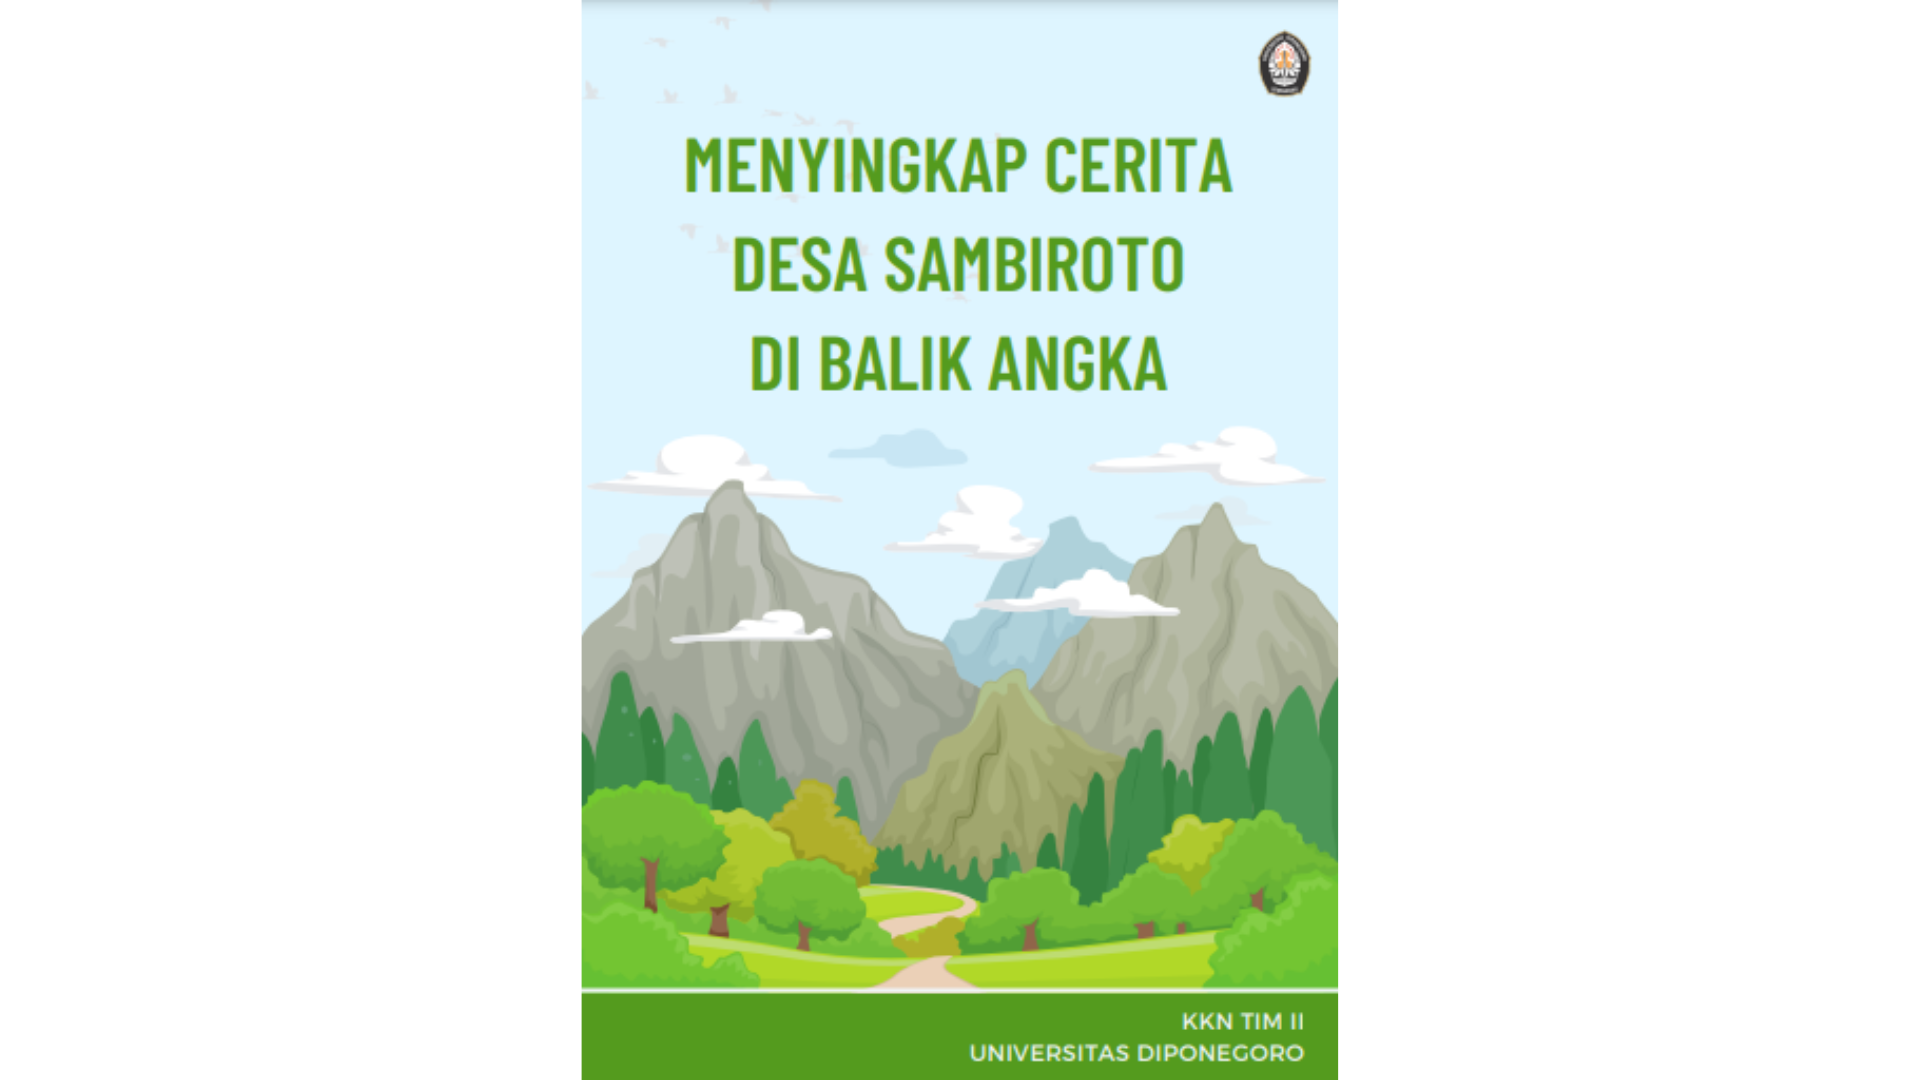 MENYINGKAP CERITA
DESA SAMBIROTO
DI BALIK ANGKA
KKN TIM II
UNIVERSITAS DIPONEGORO